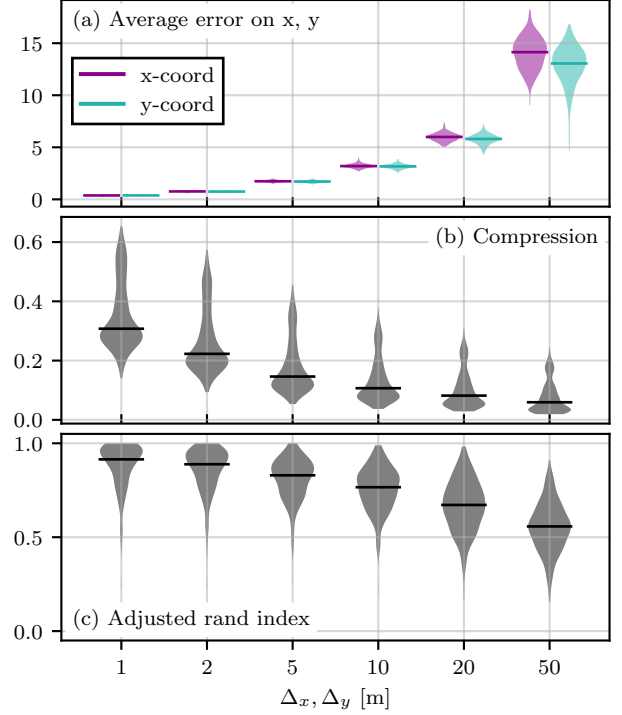 (a) Average error on x, y
15
10
5
0
x-coord
y-coord
(b) Compression
0.6
0.4
0.2
0.0
1.0
0.5
0.0
(c) Adjusted rand index
1 2 5 10 20 50
Δx, Δy [m]